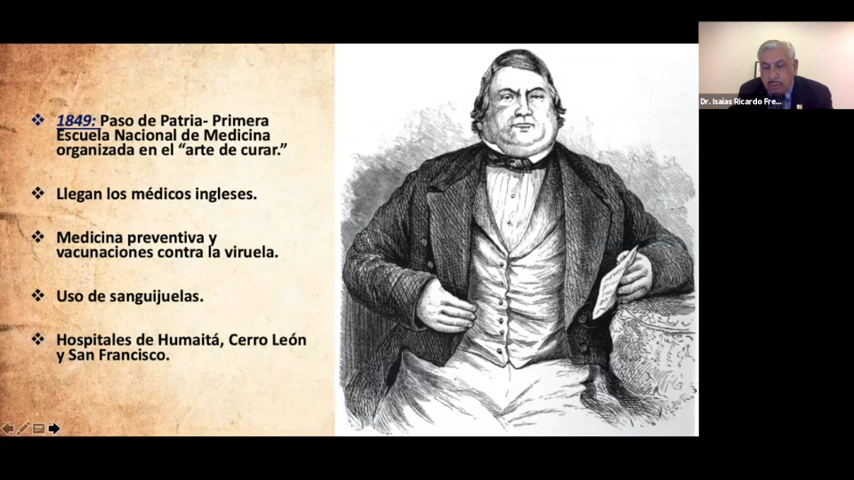 1849: Paso de Patria- Primera
Escuela Nacional de Medicina
organizada en el “arte de curar.”
Llegan los médicos ingleses.
Medicina preventiva y
vacunaciones contra la viruela.
Uso de sanguijuelas.
Hospitales de Humaitá, Cerro León
y San Francisco.
Dr. Isaias Ricardo Fre...